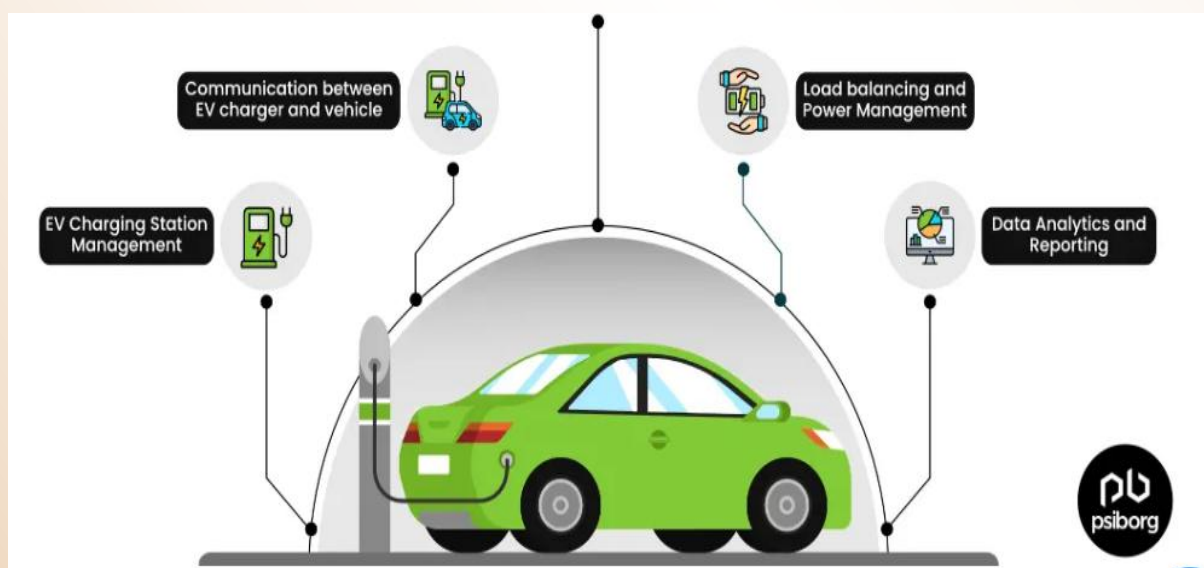 Communication between
EV charger and vehicle
Load balancing and
Power Management
EV Charging Station
Management
Data Analytics and
Reporting
psiborg